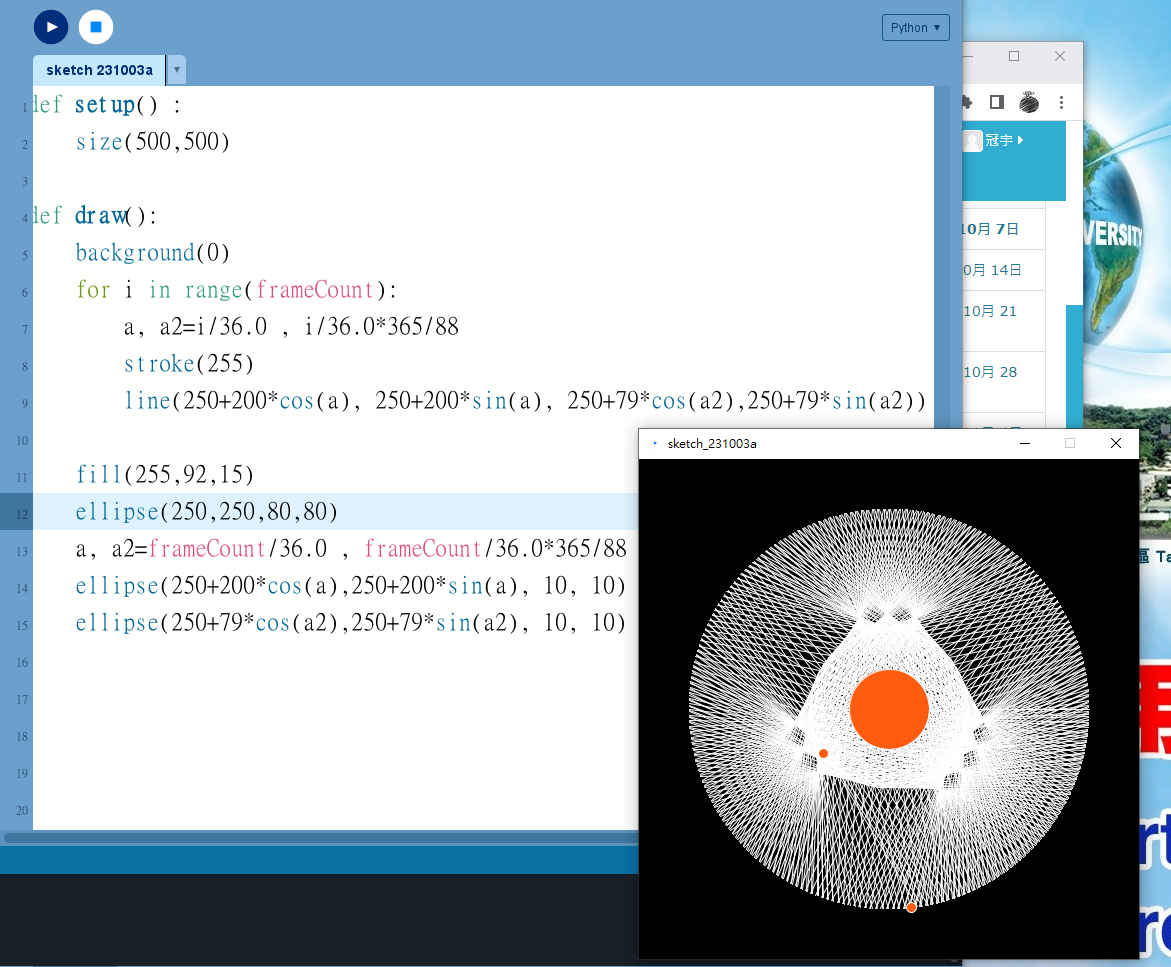 Python ▾
sketch 231003a
1 def setup() :
2 size(500,500)
3
4 def draw():
5 background(0)
6 for i in range(frameCount):
7 a, a2=i/36.0 , i/36.0*365/88
8 stroke(255)
9 line(250+200*cos(a), 250+200*sin(a), 250+79*cos(a2),250+79*sin(a2))
10
11 fill(255,92,15)
12 ellipse(250,250,80,80)
13 a, a2=frameCount/36.0 , frameCount/36.0*365/88
14 ellipse(250+200*cos(a),250+200*sin(a), 10, 10)
15 ellipse(250+79*cos(a2),250+79*sin(a2), 10, 10)
16
17
18
19
20
冠宇
10月 7日
0月 14日
10月 21
10月 28
VERSITY
sketch_231003a
區 Ta